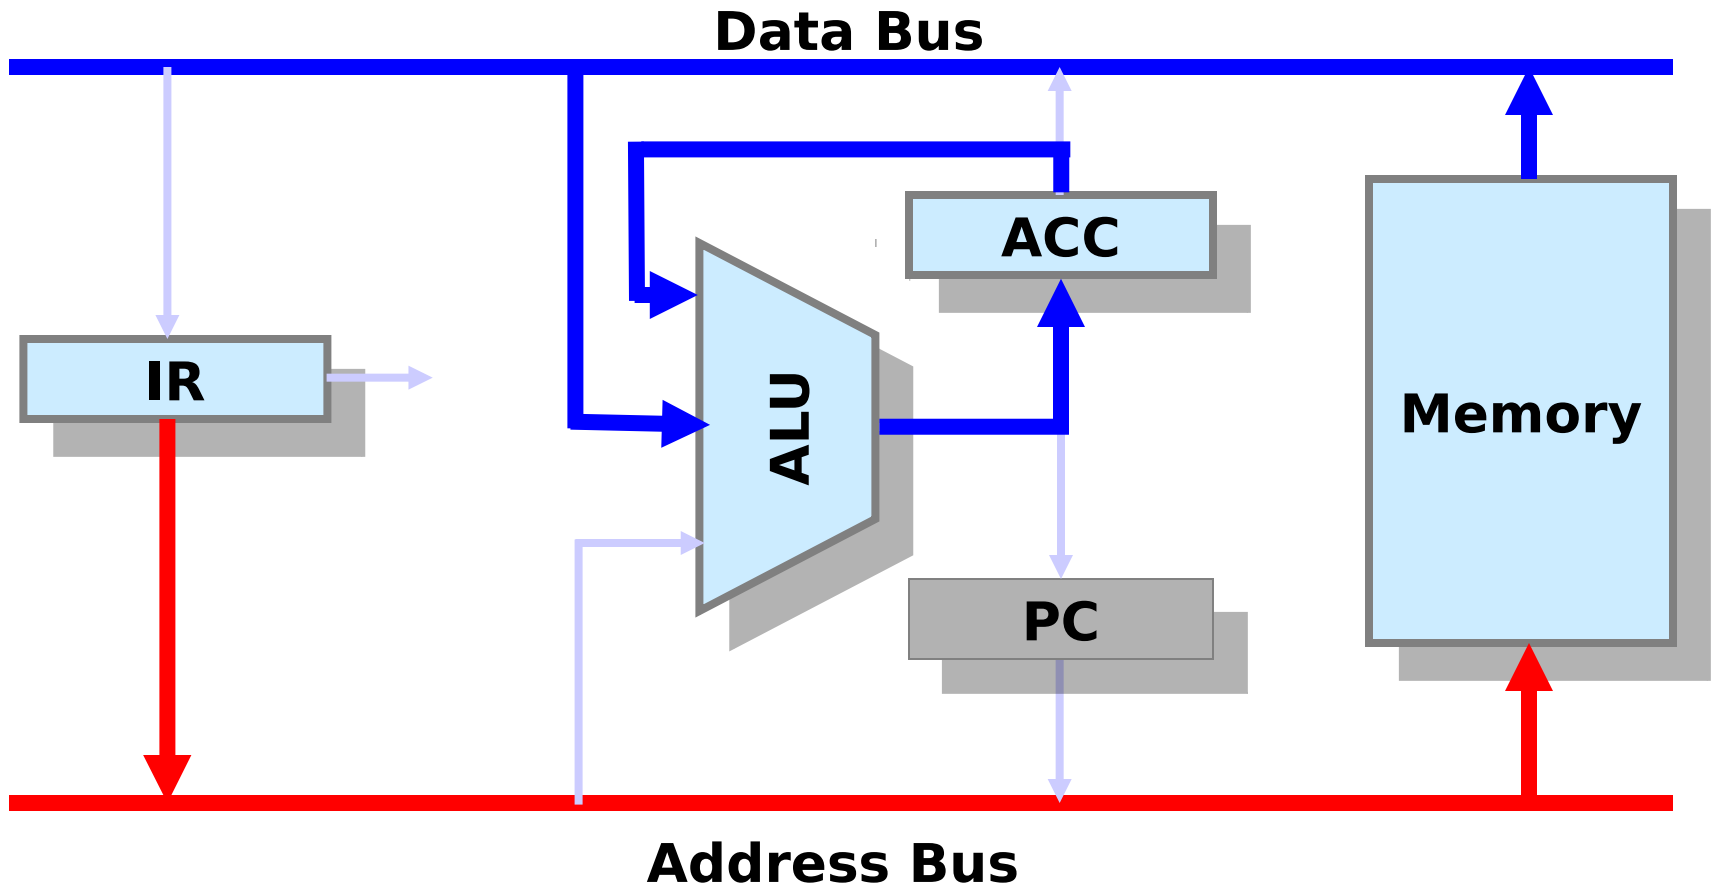 Data Bus
ACC
IR
ALU
Memory
PC
Address Bus